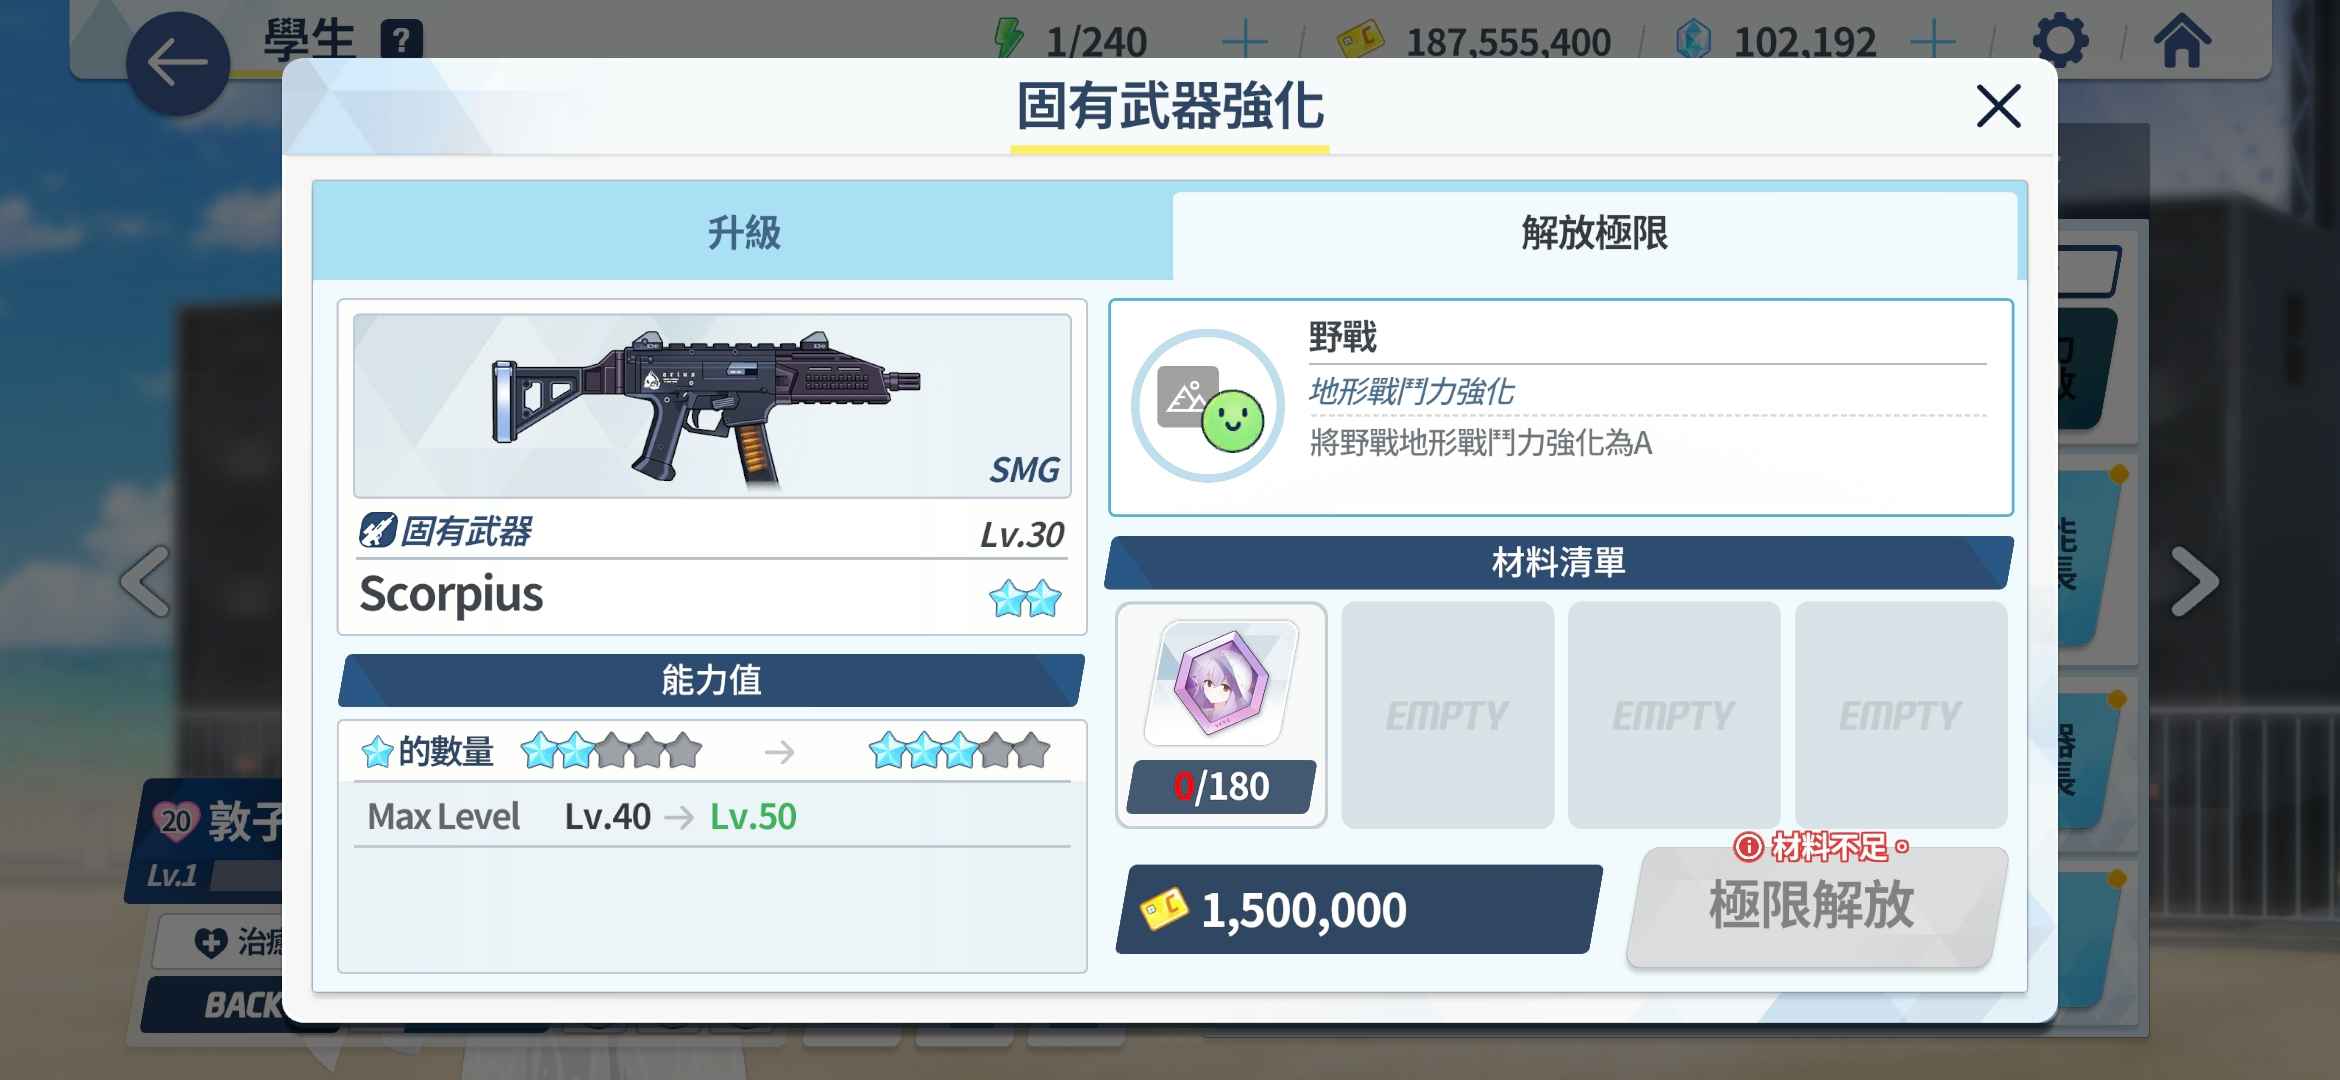 學生 ?
1/240
187,555,400
102,192
固有武器強化
升級
解放極限
SMG
固有武器
Lv.30
Scorpius
能力值
的數量
Max Level Lv.40 → Lv.50
野戰
地形戰鬥力強化
將野戰地形戰鬥力強化為A
材料清單
0/180
EMPTY
EMPTY
EMPTY
1,500,000
材料不足。
極限解放
20 敦子
Lv.1
BACK